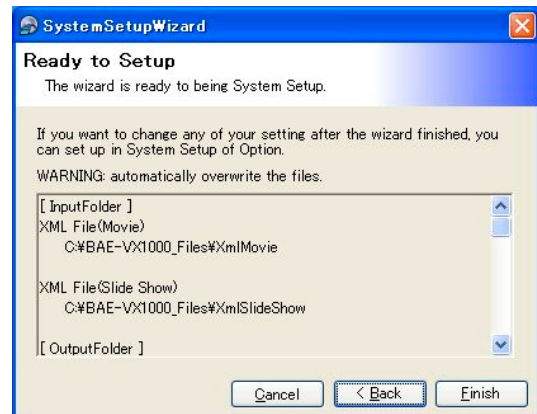 SystemSetupWizard
Ready to Setup
The wizard is ready to being System Setup.
If you want to change any of your setting after the wizard finished, you
can set up in System Setup of Option.
WARNING: automatically overwrite the files.
[ InputFolder ]
XML File(Movie)
C:¥BAE-VX1000_Files¥XmlMovie
XML File(Slide Show)
C:¥BAE-VX1000_Files¥XmlSlideShow
[ OutputFolder ]
Cancel
< Back
Finish